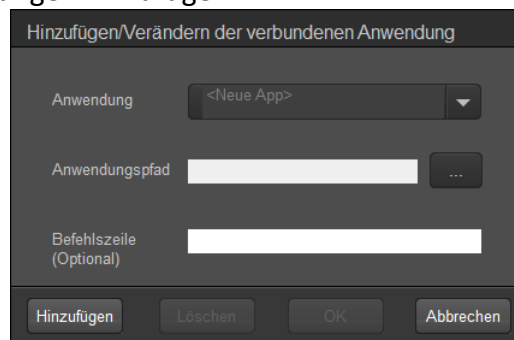 Hinzufügen/Verändern der verbundenen Anwendung
Anwendung
<Neue App>
Anwendungspfad
...
Befehlszeile
(Optional)
Hinzufügen
Löschen
OK
Abbrechen